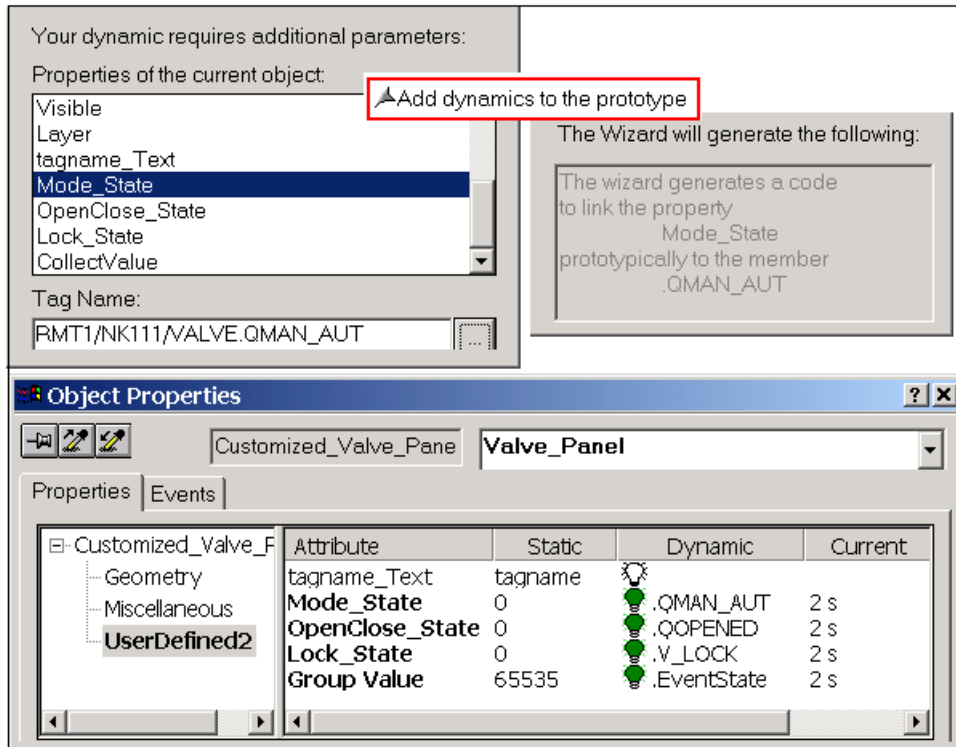 Your dynamic requires additional parameters:
Properties of the current object:
Add dynamics to the prototype
Visible
Layer
tagname_Text
Mode_State
OpenClose_State
Lock_State
CollectValue
Tag Name:
RMT1/NK111/VALVE.QMAN_AUT
...
The Wizard will generate the following:
The wizard generates a code
to link the property
Mode_State
prototypically to the member
.QMAN_AUT
Object Properties
Customized_Valve_Pane Valve_Panel
Properties Events
Customized_Valve_F
Geometry
Miscellaneous
UserDefined2
Attribute Static Dynamic Current
tagname_Text tagname
Mode_State 0 .QMAN_AUT 2 s
OpenClose_State 0 .QOPENED 2 s
Lock_State 0 .V_LOCK 2 s
Group Value 65535 .EventState 2 s